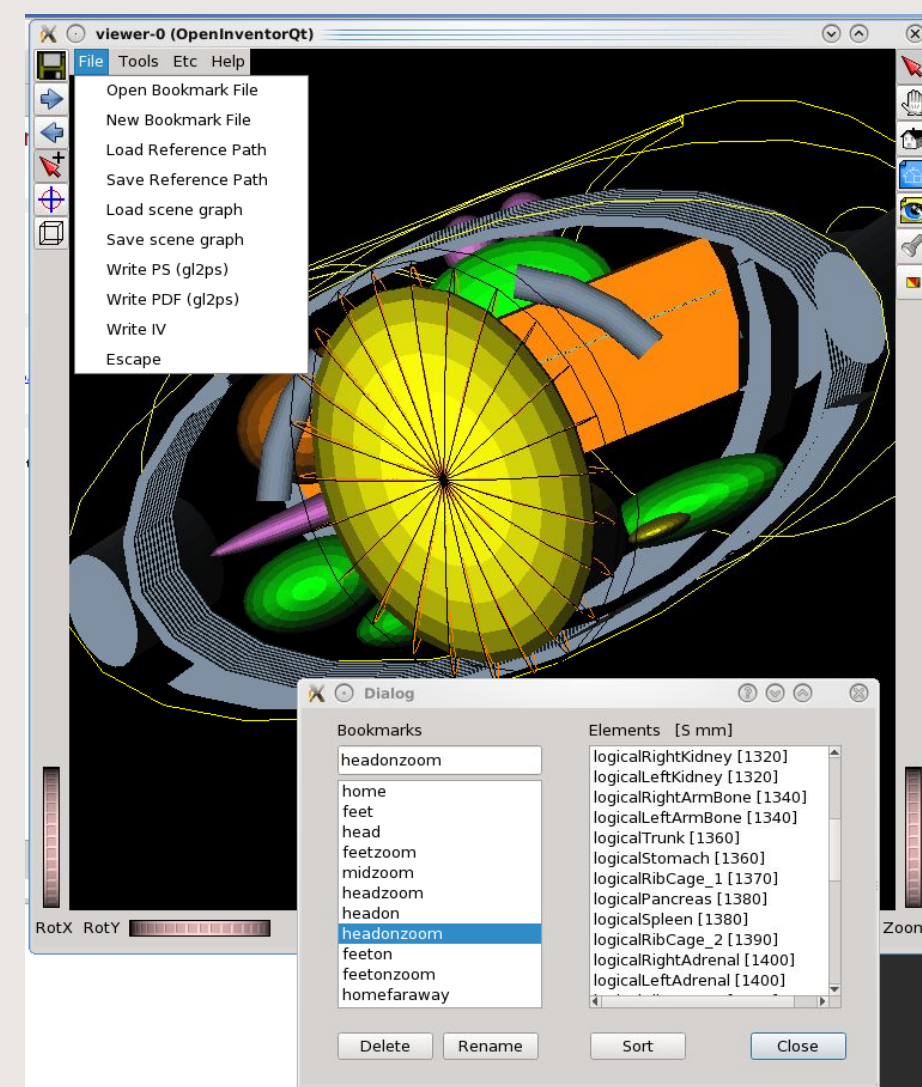 viewer-0 (OpenInventorQt)
File Tools Etc Help
Open Bookmark File
New Bookmark File
Load Reference Path
Save Reference Path
Load scene graph
Save scene graph
Write PS (gl2ps)
Write PDF (gl2ps)
Write IV
Escape
RotX RotY
Zoom
Dialog
Bookmarks
headonzoom
home
feet
head
feetzoom
midzoom
headzoom
headon
headonzoom
feeton
feetonzoom
homefaraway
Elements [S mm]
logicalRightKidney [1320]
logicalLeftKidney [1320]
logicalRightArmBone [1340]
logicalLeftArmBone [1340]
logicalTrunk [1360]
logicalStomach [1360]
logicalRibCage_1 [1370]
logicalPancreas [1380]
logicalSpleen [1380]
logicalRibCage_2 [1390]
logicalRightAdrenal [1400]
logicalLeftAdrenal [1400]
Delete Rename Sort Close